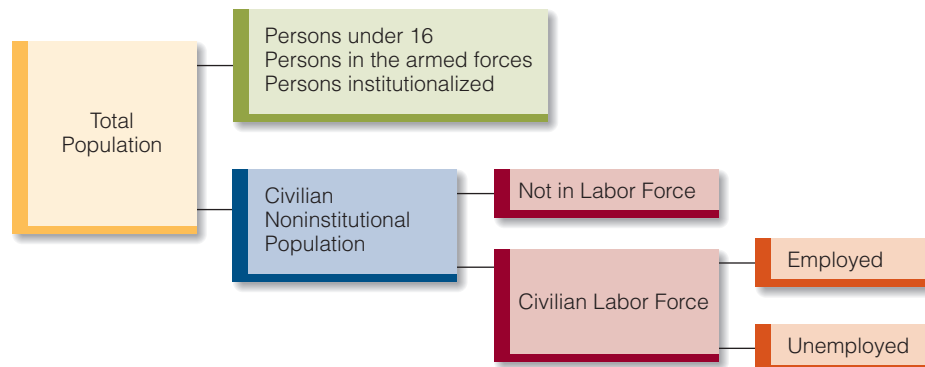 Total
Population
Persons under 16
Persons in the armed forces
Persons institutionalized
Civilian
Noninstitutional
Population
Not in Labor Force
Civilian Labor Force
Employed
Unemployed